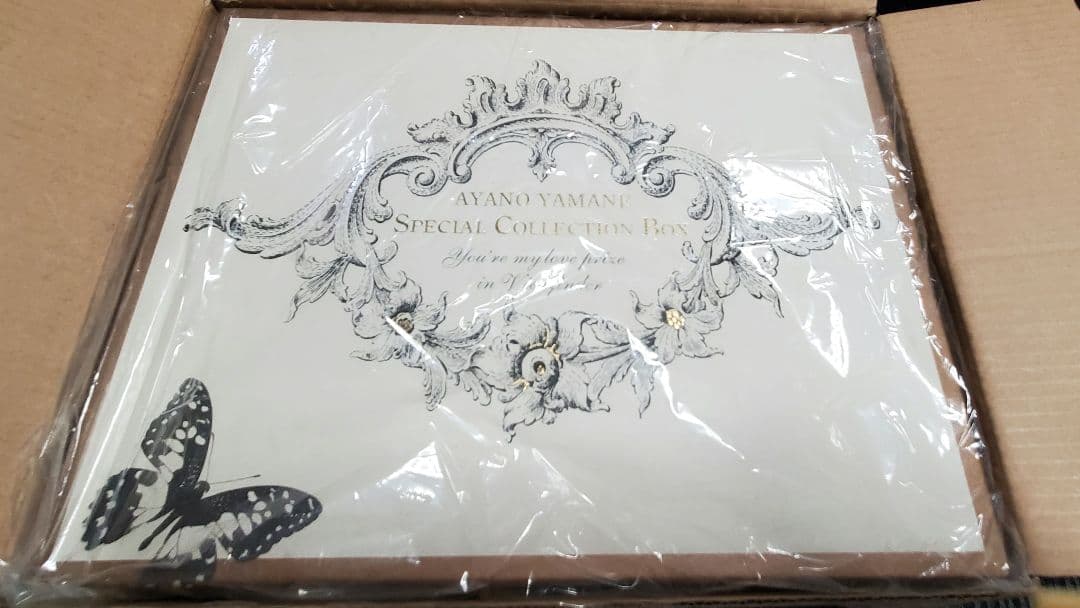 AYANO YAMANE
SPECIAL COLLECTION BOX
You're my love prize
in